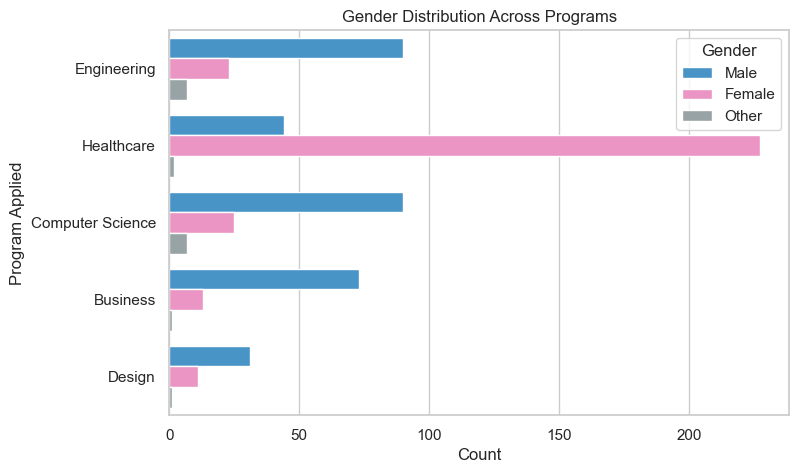 Gender Distribution Across Programs
Gender
Male
Female
Other
Program Applied
Engineering
Healthcare
Computer Science
Business
Design
0 50 100 150 200
Count